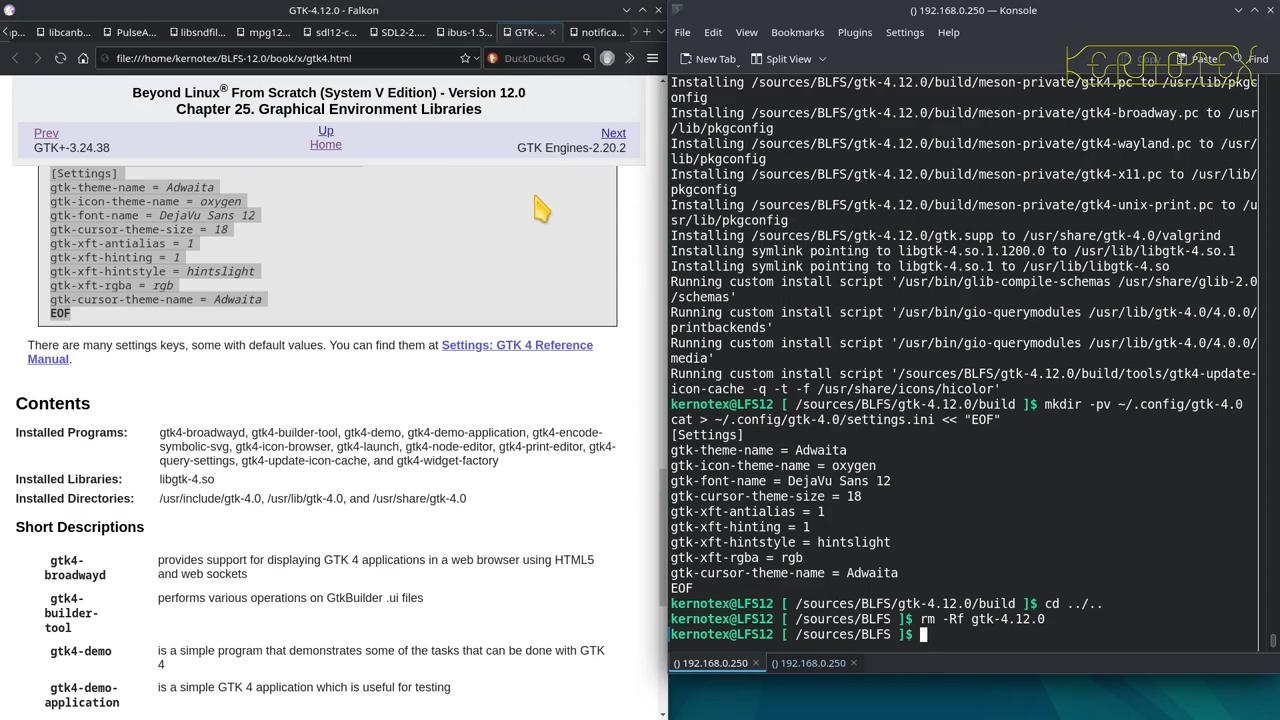 GTK-4.12.0 – Falkon
libcanb...
PulseA...
libsndfil...
mpg12...
sdl12-c...
SDL2-2....
ibus-1.5...
GTK-...
notifica...
file:///home/kernotex/BLFS-12.0/book/x/gtk4.html
DuckDuckGo
Beyond Linux® From Scratch (System V Edition) - Version 12.0
Chapter 25. Graphical Environment Libraries
Prev
Up
Next
GTK+-3.24.38
Home
GTK Engines-2.20.2
[Settings]
gtk-theme-name = Adwaita
gtk-icon-theme-name = oxygen
gtk-font-name = DejaVu Sans 12
gtk-cursor-theme-size = 18
gtk-xft-antialias = 1
gtk-xft-hinting = 1
gtk-xft-hintstyle = hintslight
gtk-xft-rgba = rgb
gtk-cursor-theme-name = Adwaita
EOF
There are many settings keys, some with default values. You can find them at Settings: GTK 4 Reference
Manual.
Contents
Installed Programs: gtk4-broadwayd, gtk4-builder-tool, gtk4-demo, gtk4-demo-application, gtk4-encode-
symbolic-svg, gtk4-icon-browser, gtk4-launch, gtk4-node-editor, gtk4-print-editor, gtk4-
query-settings, gtk4-update-icon-cache, and gtk4-widget-factory
Installed Libraries: libgtk-4.so
Installed Directories: /usr/include/gtk-4.0, /usr/lib/gtk-4.0, and /usr/share/gtk-4.0
Short Descriptions
gtk4-
broadwayd
provides support for displaying GTK 4 applications in a web browser using HTML5
and web sockets
gtk4-
builder-
tool
performs various operations on GtkBuilder .ui files
gtk4-demo
is a simple program that demonstrates some of the tasks that can be done with GTK
4
gtk4-demo-
application
is a simple GTK 4 application which is useful for testing
() 192.168.0.250 — Konsole
File Edit View Bookmarks Plugins Settings Help
New Tab
Split View
Copy
Paste
Find
KERNOTEX
Installing /sources/BLFS/gtk-4.12.0/build/meson-private/gtk4.pc to /usr/lib/pkgc
onfig
Installing /sources/BLFS/gtk-4.12.0/build/meson-private/gtk4-broadway.pc to /usr
/lib/pkgconfig
Installing /sources/BLFS/gtk-4.12.0/build/meson-private/gtk4-wayland.pc to /usr/
lib/pkgconfig
Installing /sources/BLFS/gtk-4.12.0/build/meson-private/gtk4-x11.pc to /usr/lib/
pkgconfig
Installing /sources/BLFS/gtk-4.12.0/build/meson-private/gtk4-unix-print.pc to /u
sr/lib/pkgconfig
Installing /sources/BLFS/gtk-4.12.0/gtk.supp to /usr/share/gtk-4.0/valgrind
Installing symlink pointing to libgtk-4.so.1.1200.0 to /usr/lib/libgtk-4.so.1
Installing symlink pointing to libgtk-4.so.1 to /usr/lib/libgtk-4.so
Running custom install script '/usr/bin/glib-compile-schemas /usr/share/glib-2.0
/schemas'
Running custom install script '/usr/bin/gio-querymodules /usr/lib/gtk-4.0/4.0.0/
printbackends'
Running custom install script '/usr/bin/gio-querymodules /usr/lib/gtk-4.0/4.0.0/
media'
Running custom install script '/sources/BLFS/gtk-4.12.0/build/tools/gtk4-update-
icon-cache -q -t -f /usr/share/icons/hicolor'
kernotex@LFS12 [ /sources/BLFS/gtk-4.12.0/build ]$ mkdir -pv ~/.config/gtk-4.0
cat > ~/.config/gtk-4.0/settings.ini << "EOF"
[Settings]
gtk-theme-name = Adwaita
gtk-icon-theme-name = oxygen
gtk-font-name = DejaVu Sans 12
gtk-cursor-theme-size = 18
gtk-xft-antialias = 1
gtk-xft-hinting = 1
gtk-xft-hintstyle = hintslight
gtk-xft-rgba = rgb
gtk-cursor-theme-name = Adwaita
EOF
kernotex@LFS12 [ /sources/BLFS/gtk-4.12.0/build ]$ cd ../..
kernotex@LFS12 [ /sources/BLFS ]$ rm -Rf gtk-4.12.0
kernotex@LFS12 [ /sources/BLFS ]$
() 192.168.0.250
() 192.168.0.250